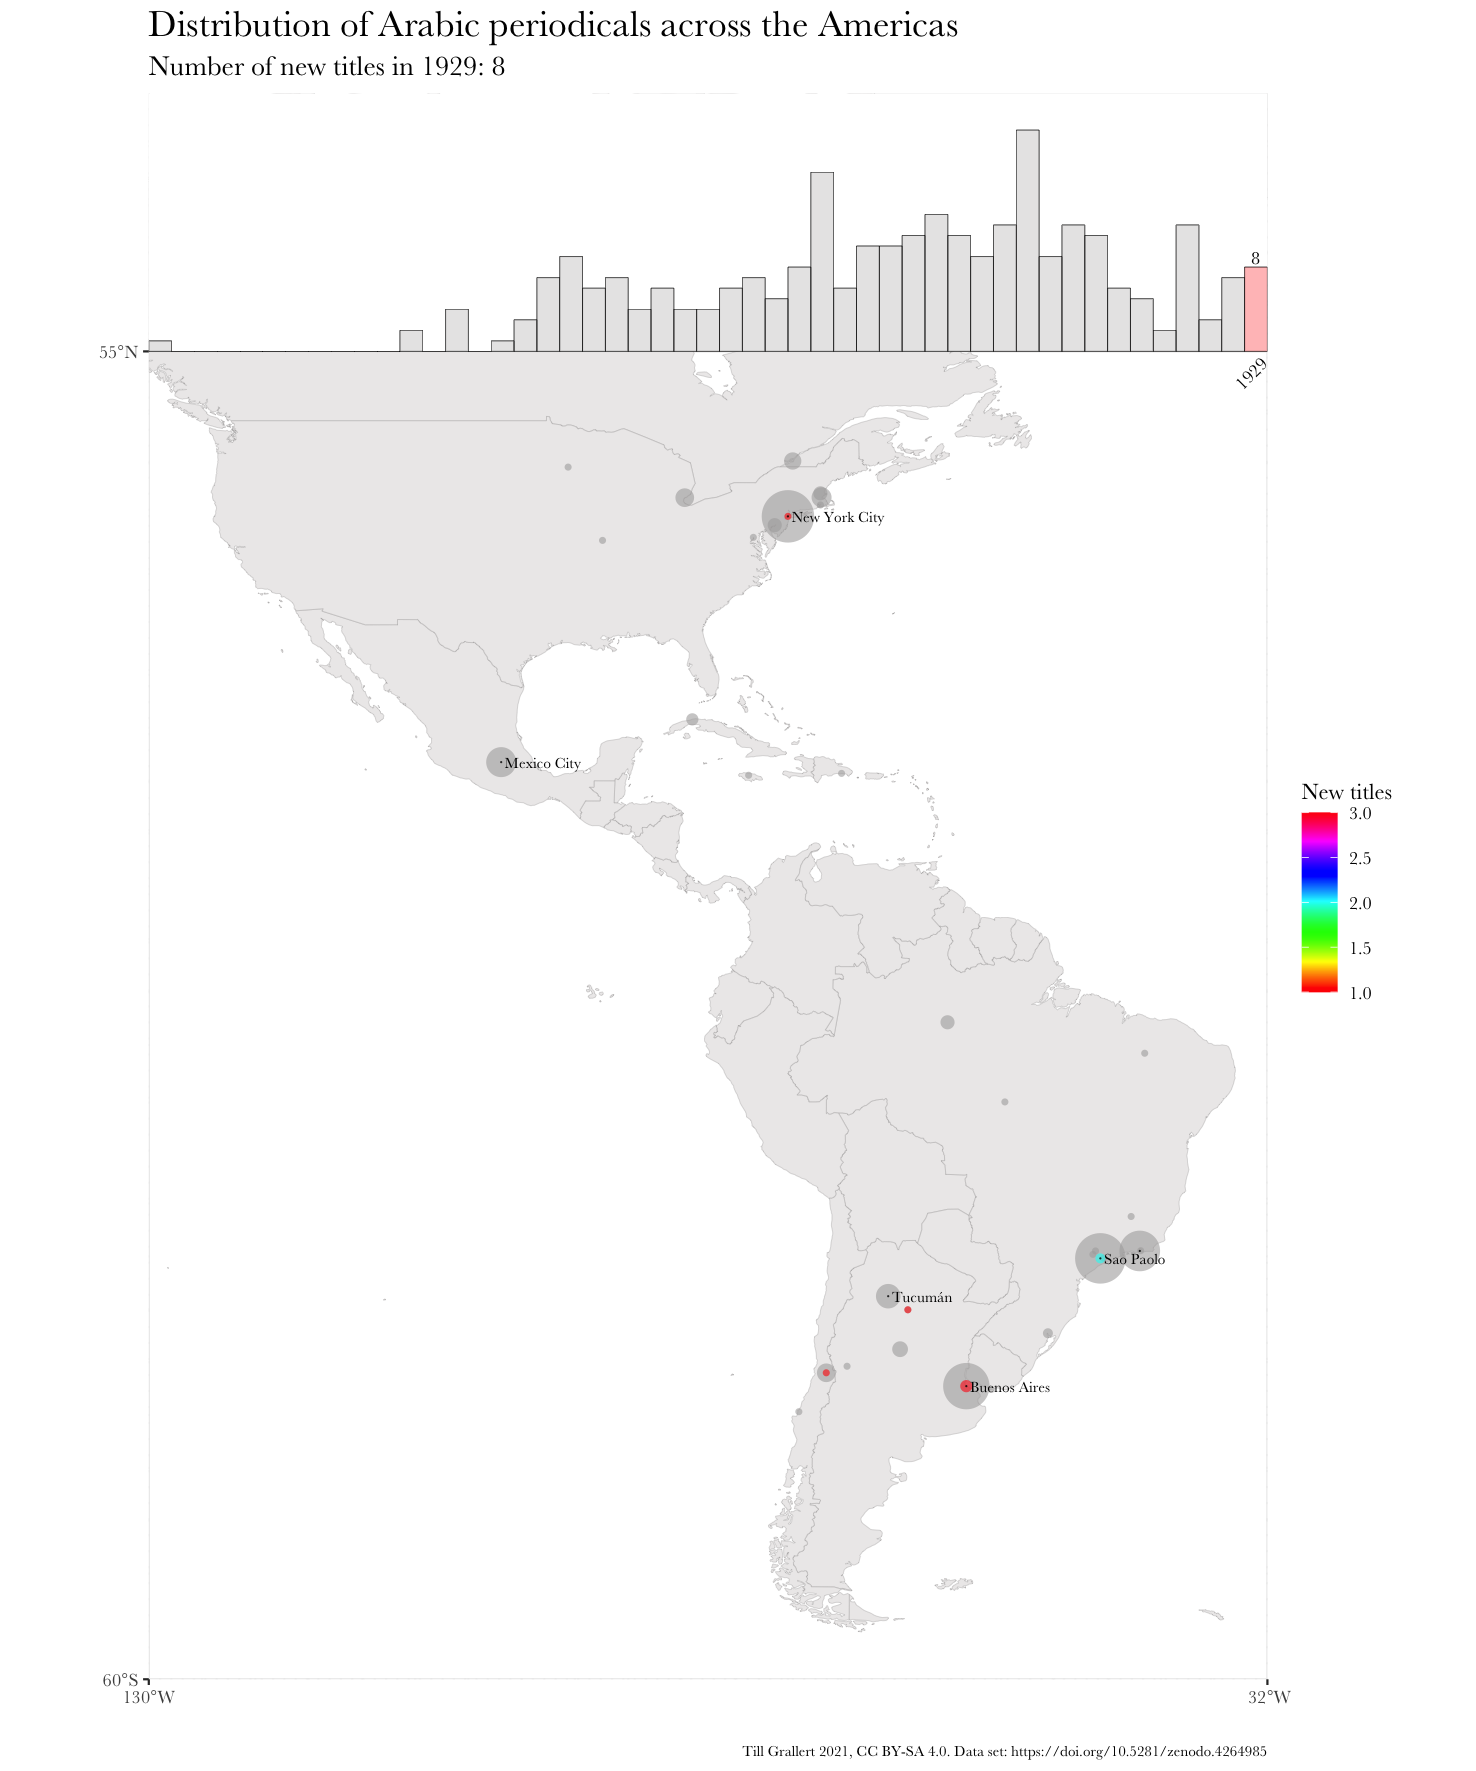 Distribution of Arabic periodicals across the Americas
Number of new titles in 1929: 8
8
55°N
1929
New York City
Mexico City
New titles
3.0
2.5
2.0
1.5
1.0
Sao Paolo
Tucumán
Buenos Aires
60°S
130°W
32°W
Till Grallert 2021, CC BY-SA 4.0. Data set: https://doi.org/10.5281/zenodo.4264985